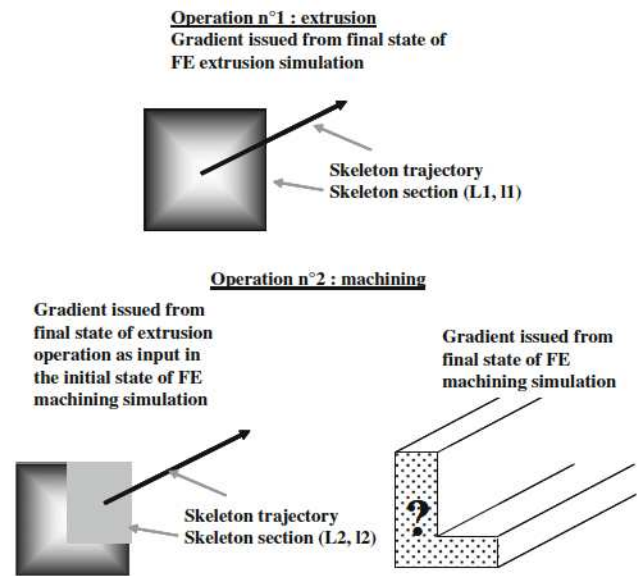 Operation n°1 : extrusion
Gradient issued from final state of
FE extrusion simulation
Skeleton trajectory
Skeleton section (L1, l1)
Operation n°2 : machining
Gradient issued from
final state of extrusion
operation as input in
the initial state of FE
machining simulation
Gradient issued from
final state of FE
machining simulation
Skeleton trajectory
Skeleton section (L2, l2)
?